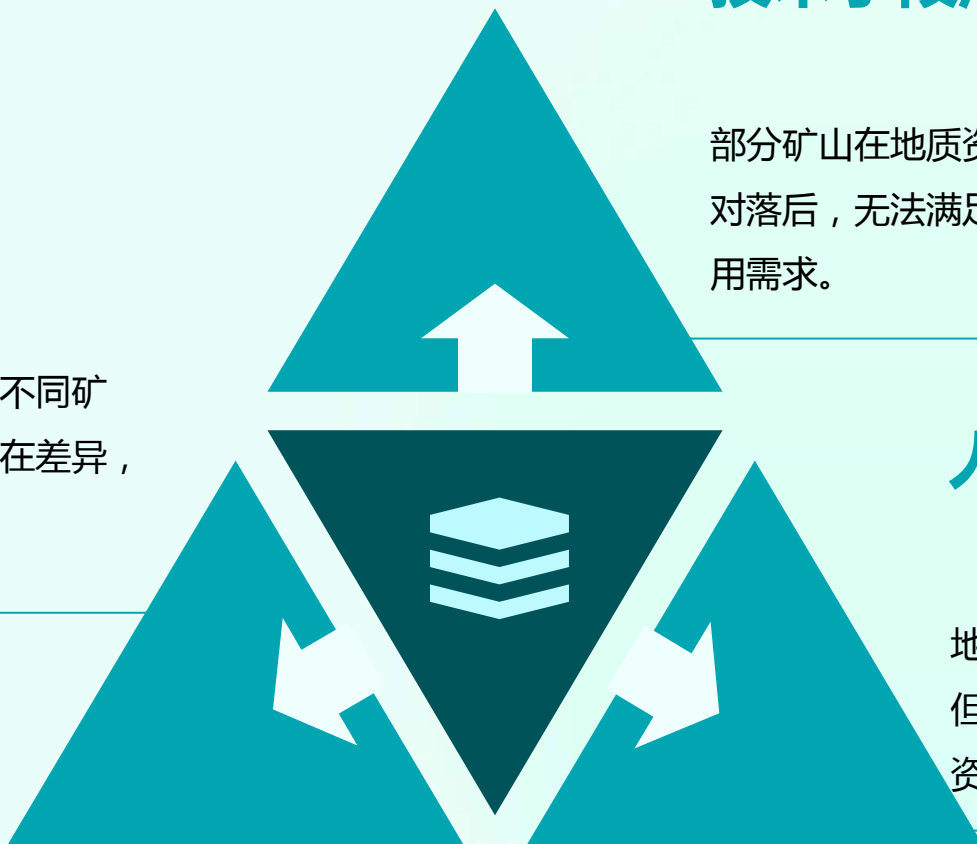 部分矿山在地质
对落后，无法满足
用需求。
不同矿
在差异，
地
但
资